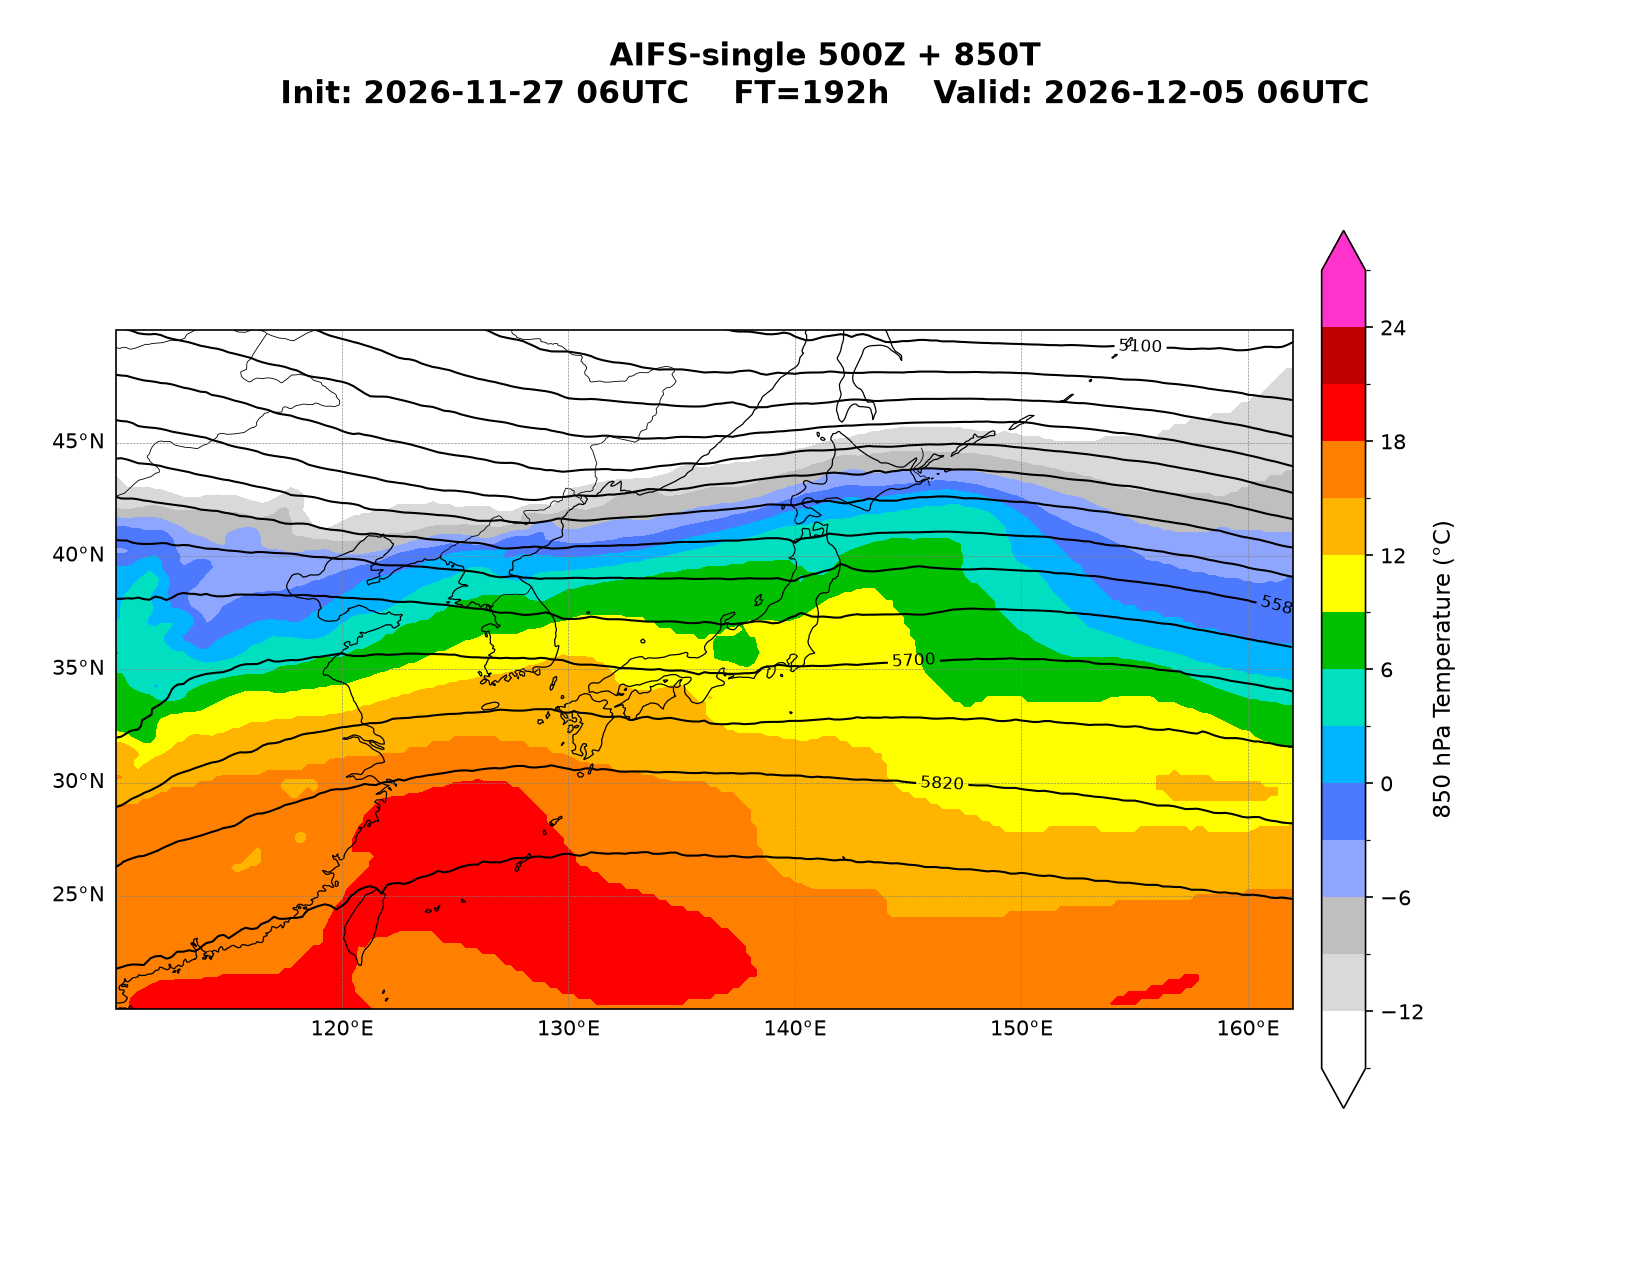 AIFS-single 500Z + 850T
Init: 2026-11-27 06UTC    FT=192h    Valid: 2026-12-05 06UTC
5100
558
5700
5820
45°N
40°N
35°N
30°N
25°N
120°E
130°E
140°E
150°E
160°E
24
18
12
6
0
−6
−12
850 hPa Temperature (°C)